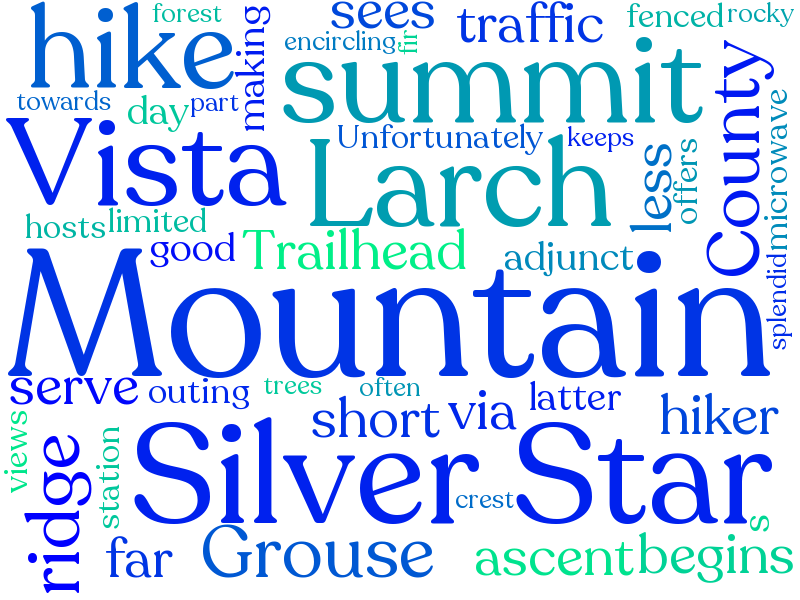 forest
sees
traffic
fenced
rocky
hike
encircling
fir
making
summit
towards
day
part
Vista
Unfortunately
keeps
County
microwave
Larch
less
offers
hosts
limited
good
Trailhead
adjunct
splendid
Mountain
serve
outing
trees
often
latter
short
via
hiker
views
station
ridge
Silver Star
crest
s
far
Grouse
ascent
begins